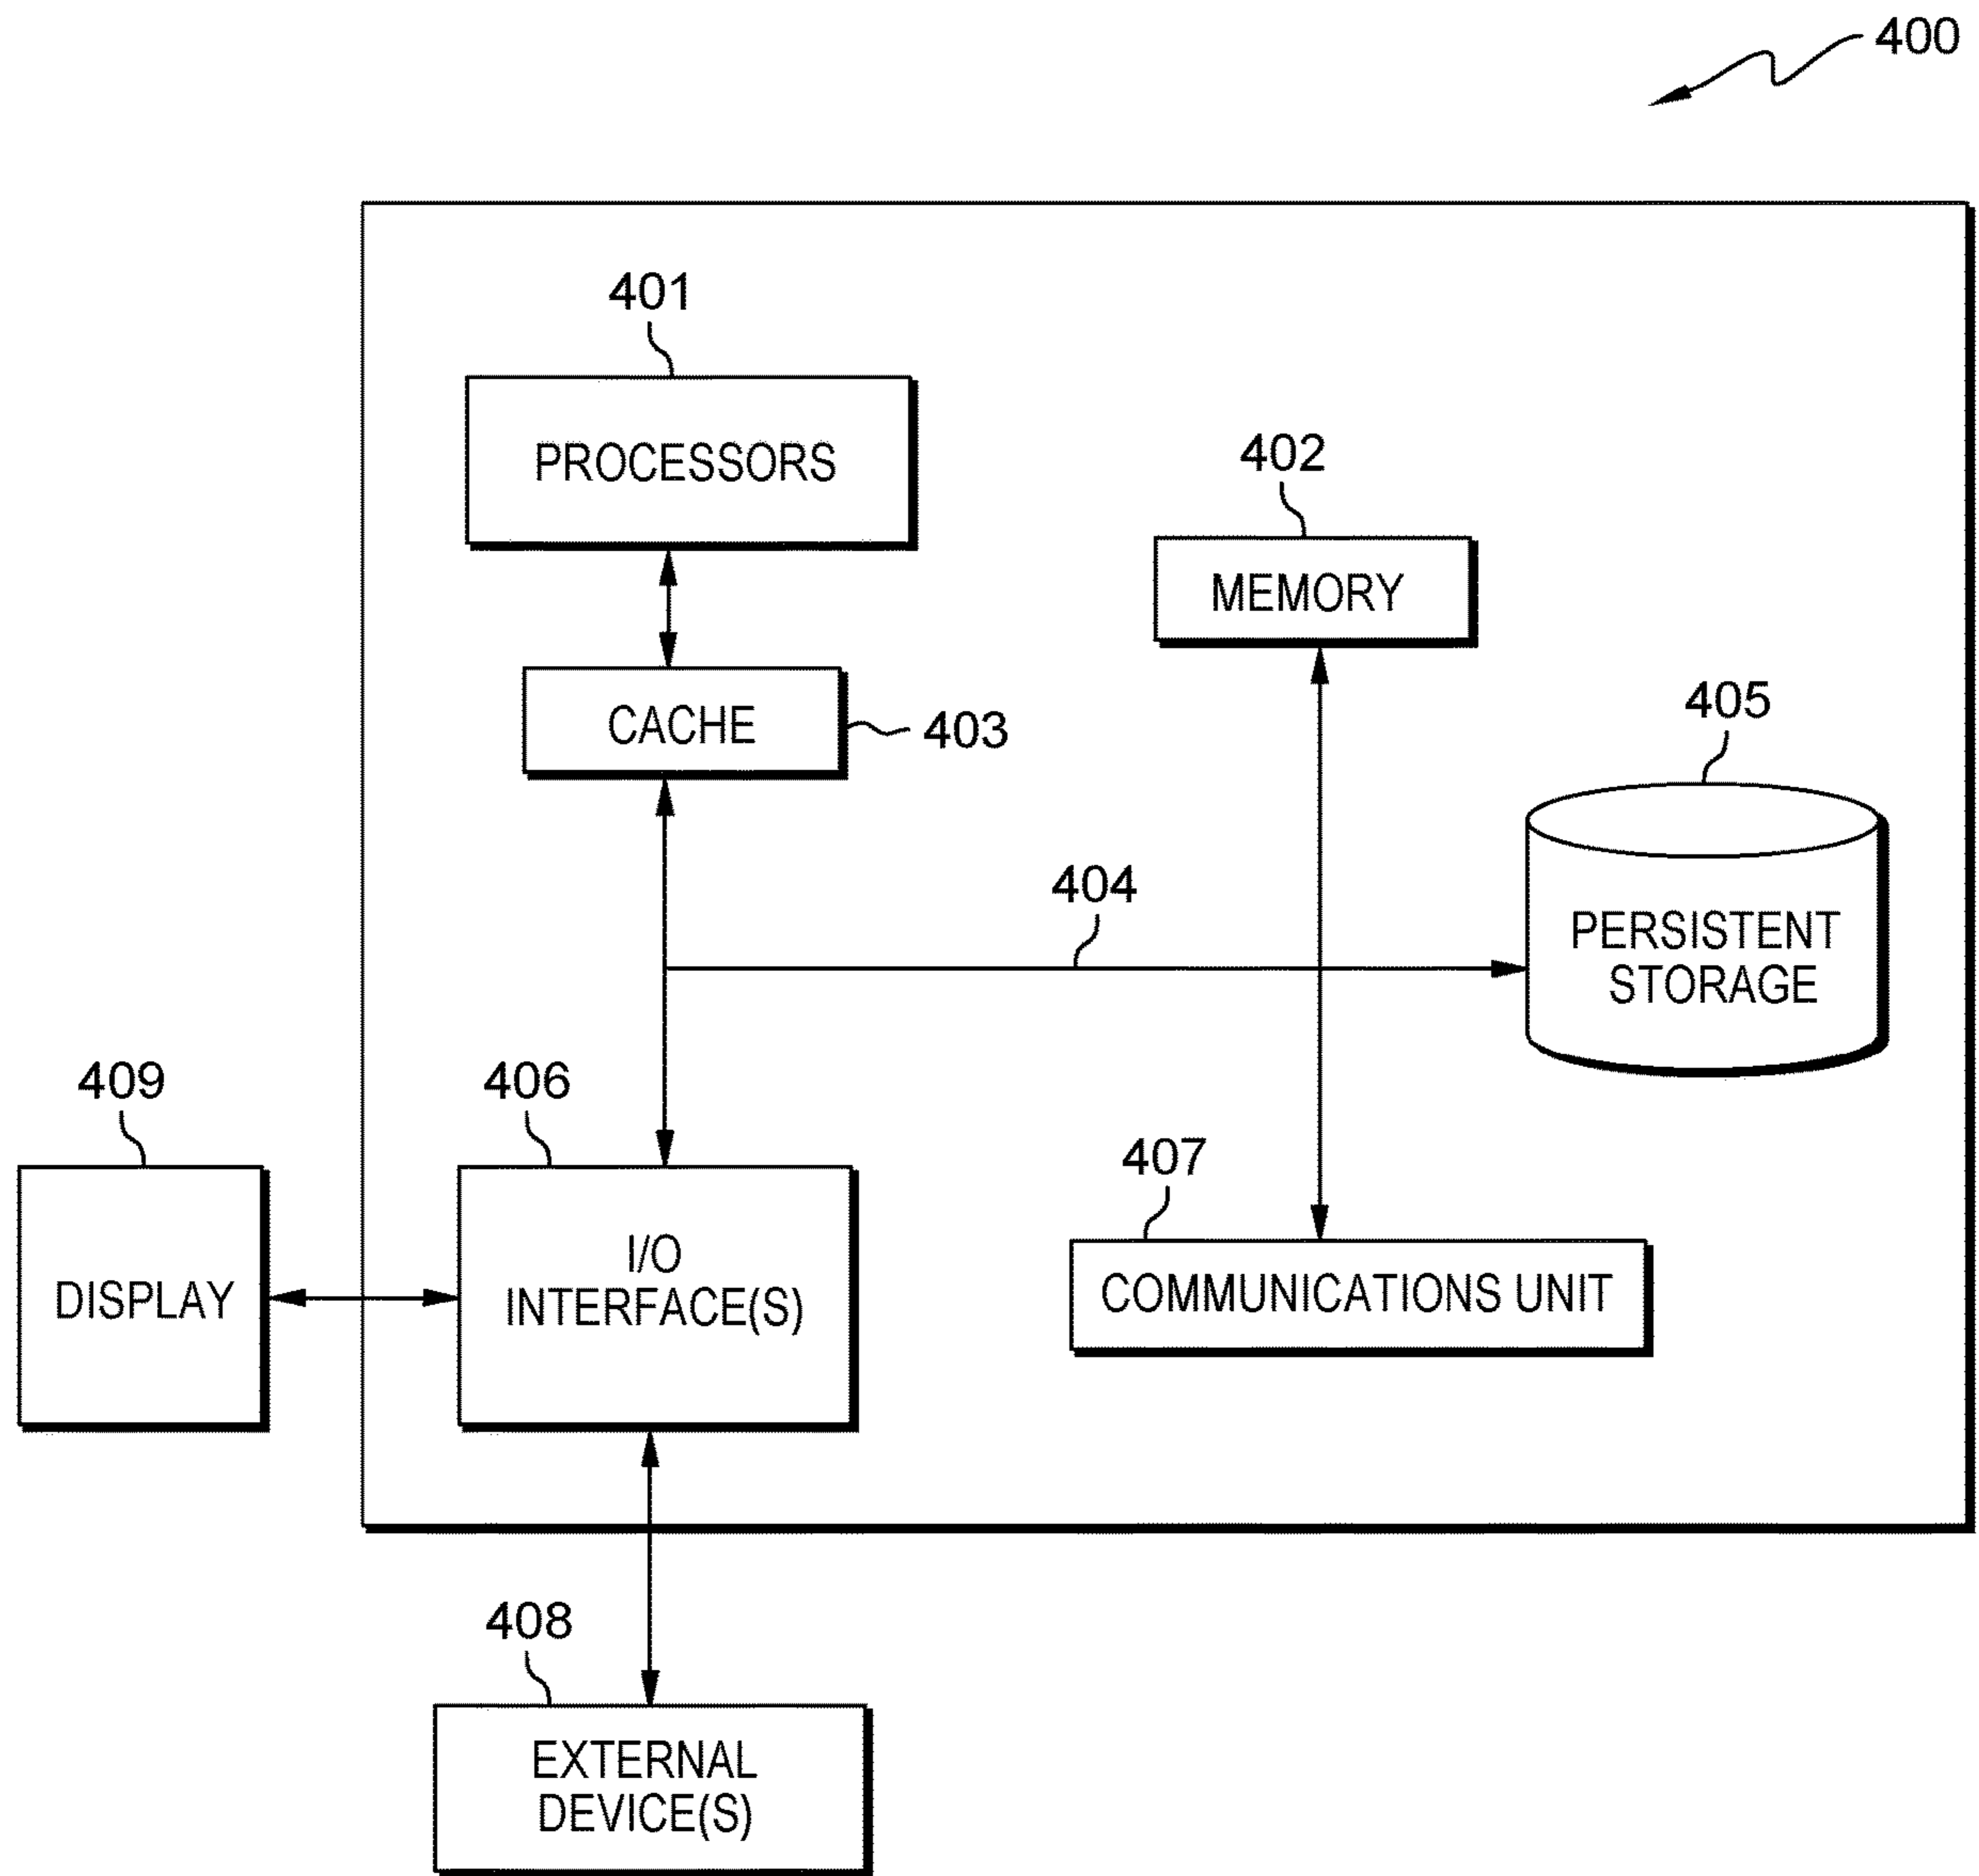 400
401
PROCESSORS
402
MEMORY
CACHE
403
405
404
PERSISTENT
STORAGE
409
406
407
DISPLAY
I/O
INTERFACE(S)
COMMUNICATIONS UNIT
408
EXTERNAL
DEVICE(S)